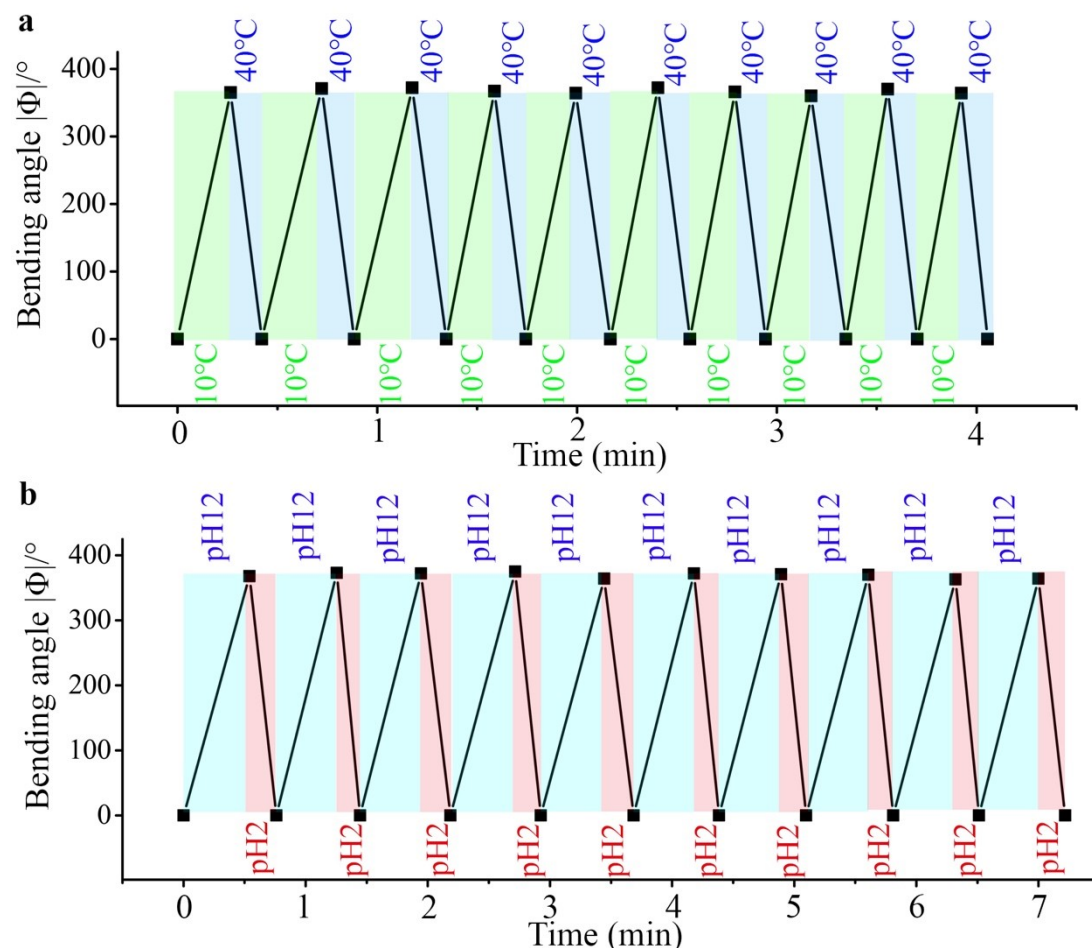 a
40°C 40°C 40°C 40°C 40°C 40°C 40°C 40°C 40°C 40°C
Bending angle |Φ|/°
400
300
200
100
0
10°C 10°C 10°C 10°C 10°C 10°C 10°C 10°C 10°C 10°C
0 1 2 3 4
Time (min)
b
pH12 pH12 pH12 pH12 pH12 pH12 pH12 pH12 pH12 pH12
Bending angle |Φ|/°
400
300
200
100
0
pH2 pH2 pH2 pH2 pH2 pH2 pH2 pH2 pH2 pH2
0 1 2 3 4 5 6 7
Time (min)